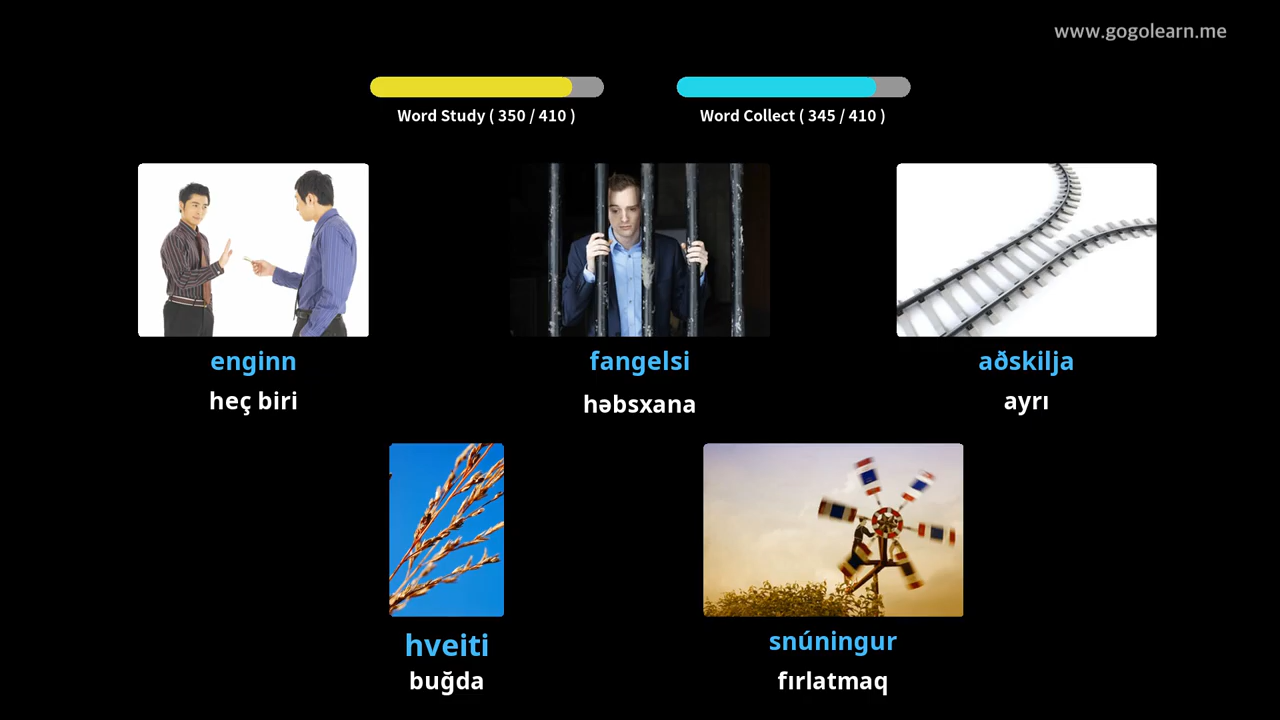 www.gogolearn.me
Word Study ( 350 / 410 )
Word Collect ( 345 / 410 )
enginn
fangelsi
aðskilja
heç biri
həbsxana
ayrı
hveiti
snúningur
buğda
fırlatmaq